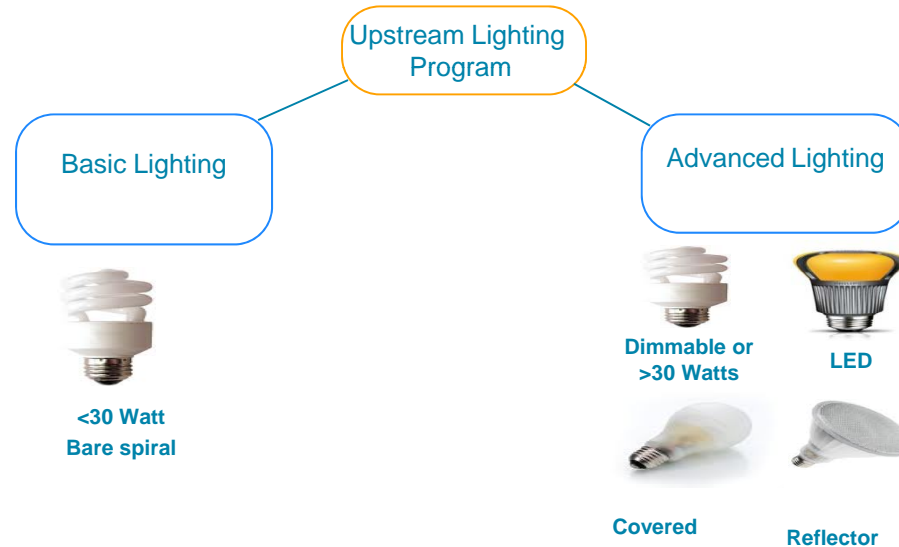 Upstream Lighting
Program
Basic Lighting
Advanced Lighting
<30 Watt
Bare spiral
Dimmable or
>30 Watts
LED
Covered
Reflector